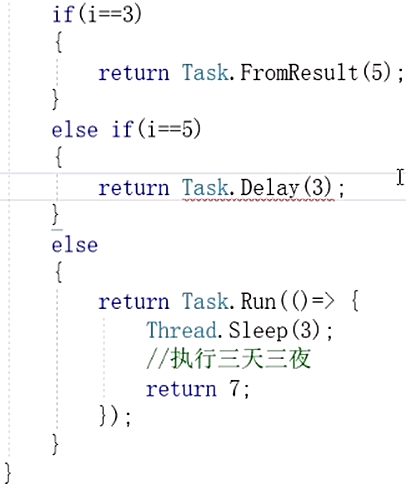 if(i==3)
{
return Task.FromResult(5);
}
else if(i==5)
{
return Task.Delay(3);
}
else
{
return Task.Run(()=> {
Thread.Sleep(3);
//执行三天三夜
return 7;
});
}
}